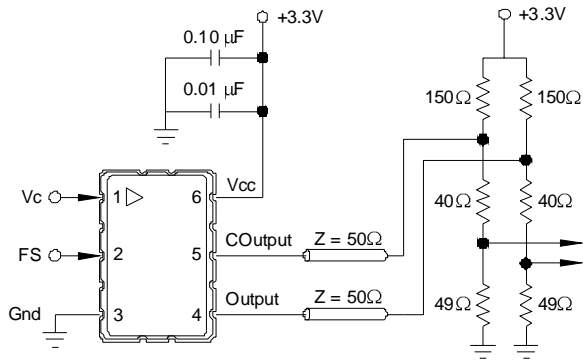 +3.3V
+3.3V
0.10 μF
0.01 μF
150Ω
150Ω
Vcc
Vc
1
6
40Ω
40Ω
COutput
Z = 50Ω
FS
2
5
Output
Z = 50Ω
Gnd
3
4
49Ω
49Ω